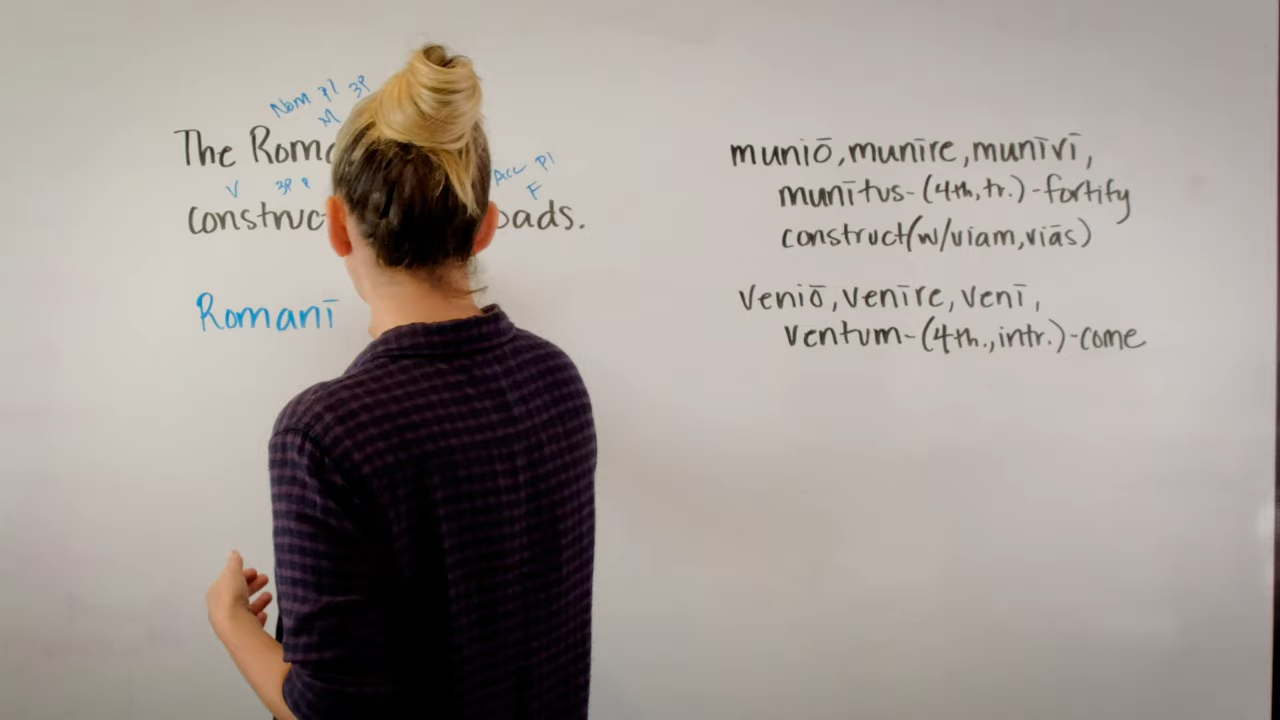 Nom Pl 3P
M
The Rom
V 3P P Acc Pl
F
construc oads.
Romanī
muniō, munīre, munīvī,
munītus-(4th, tr.)-fortify
construct(w/viam, viās)
veniō, venīre, venī,
ventum-(4th., intr.)-come